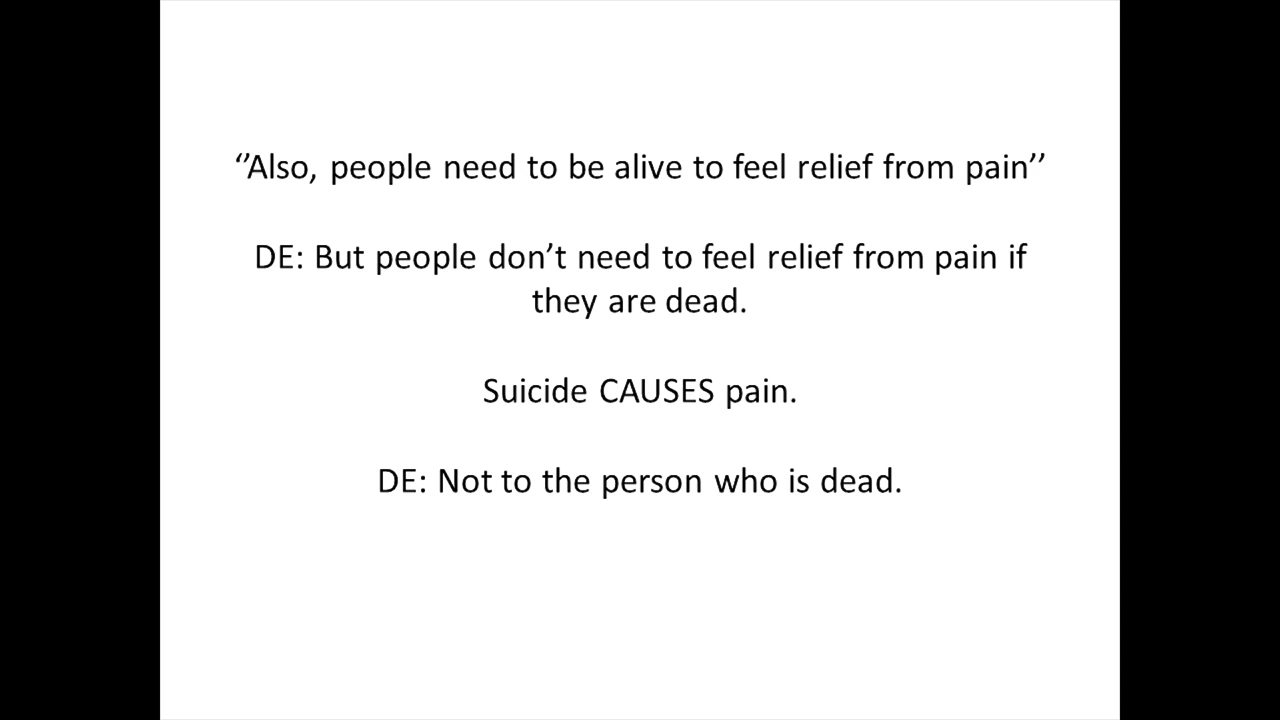 ‘’Also, people need to be alive to feel relief from pain’’
DE: But people don’t need to feel relief from pain if
they are dead.
Suicide CAUSES pain.
DE: Not to the person who is dead.